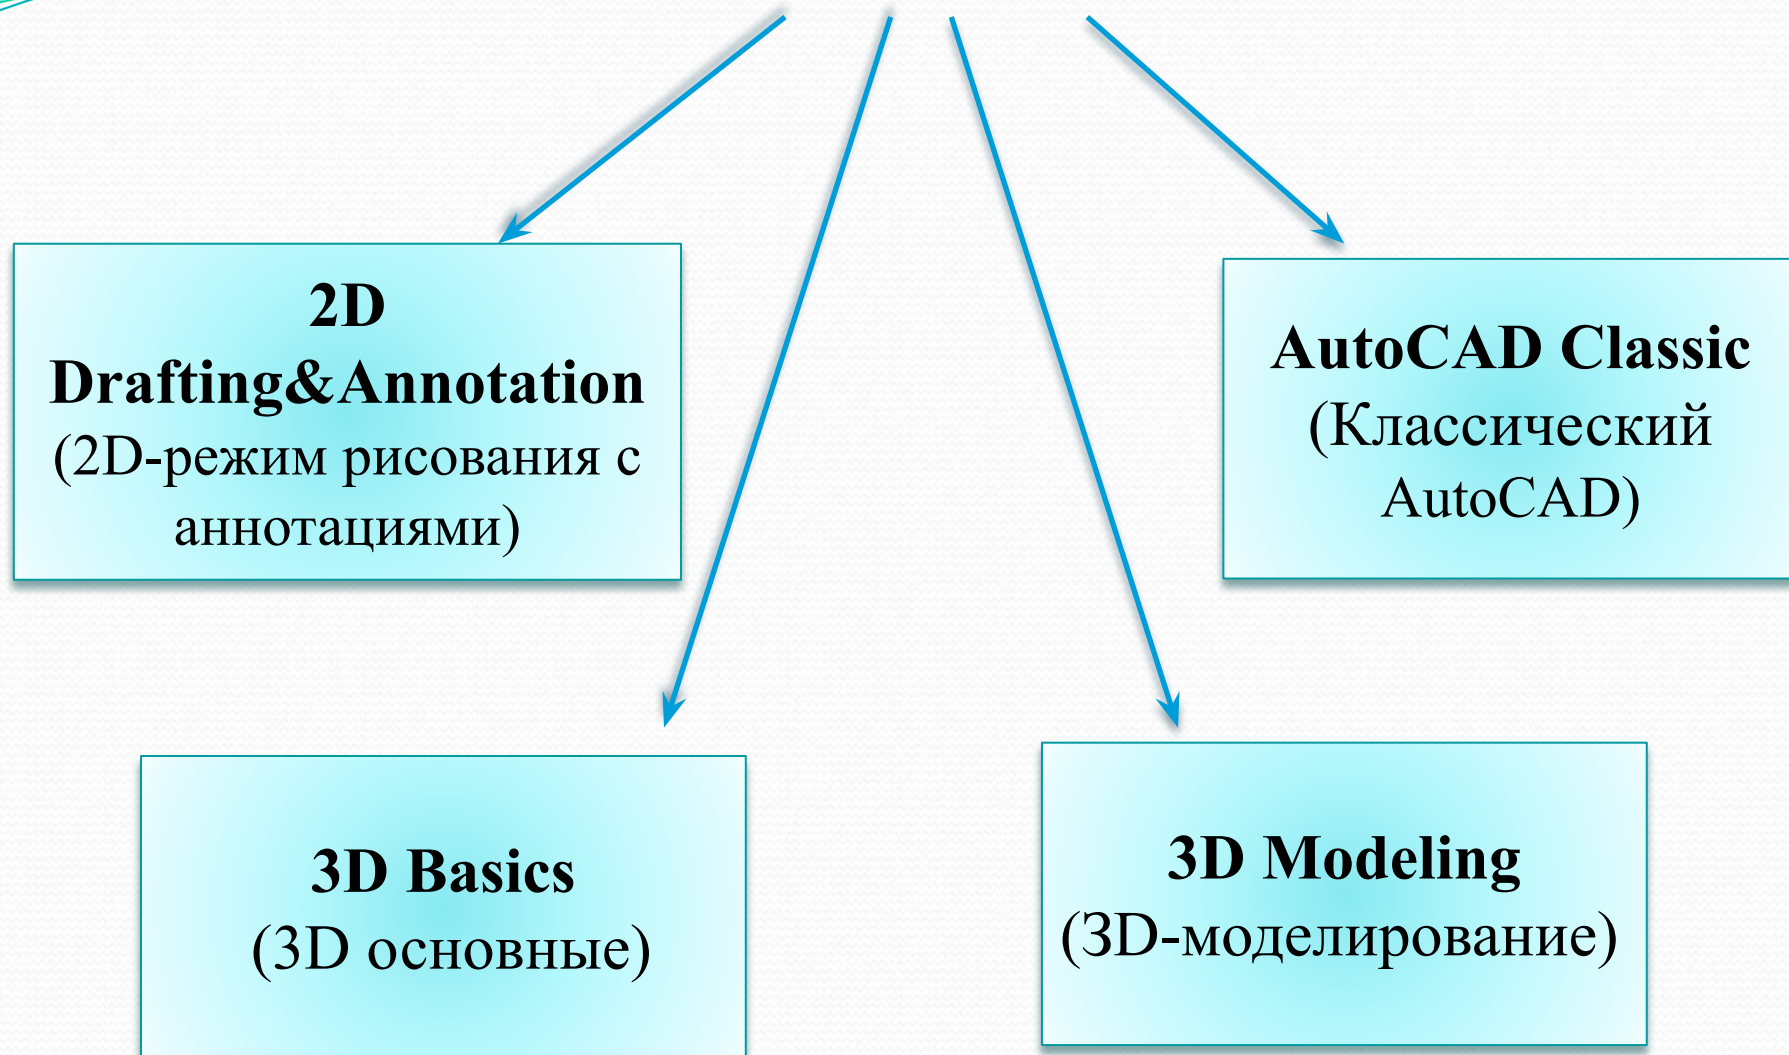 2D
Drafting&Annotation
(2D-режим рисования с
аннотациями)
AutoCAD Classic
(Классический
AutoCAD)
3D Basics
(3D основные)
3D Modeling
(3D-моделирование)